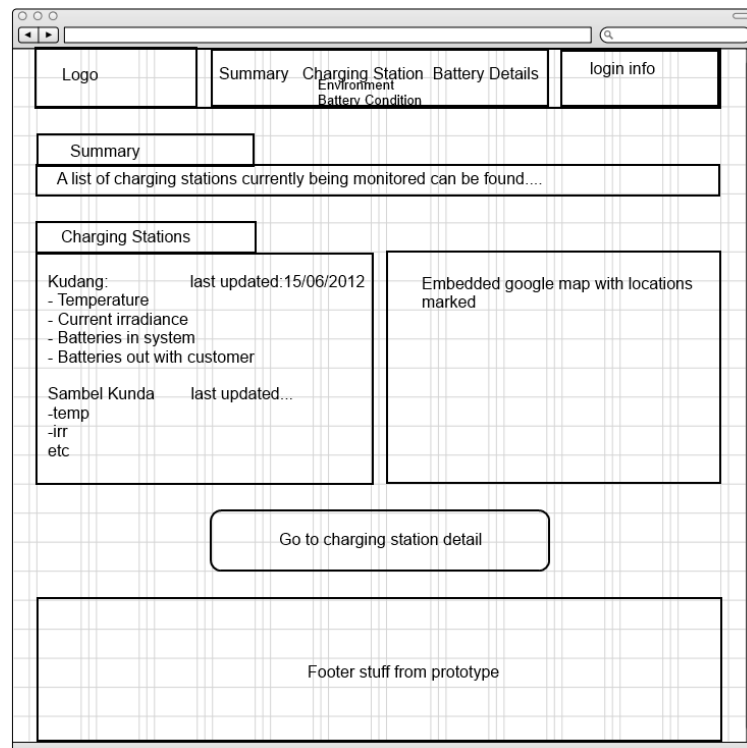 Logo
Summary Charging Station Battery Details
Environment
Battery Condition
login info
Summary
A list of charging stations currently being monitored can be found....
Charging Stations
Kudang: last updated:15/06/2012
- Temperature
- Current irradiance
- Batteries in system
- Batteries out with customer
Sambel Kunda last updated...
-temp
-irr
etc
Embedded google map with locations
marked
Go to charging station detail
Footer stuff from prototype